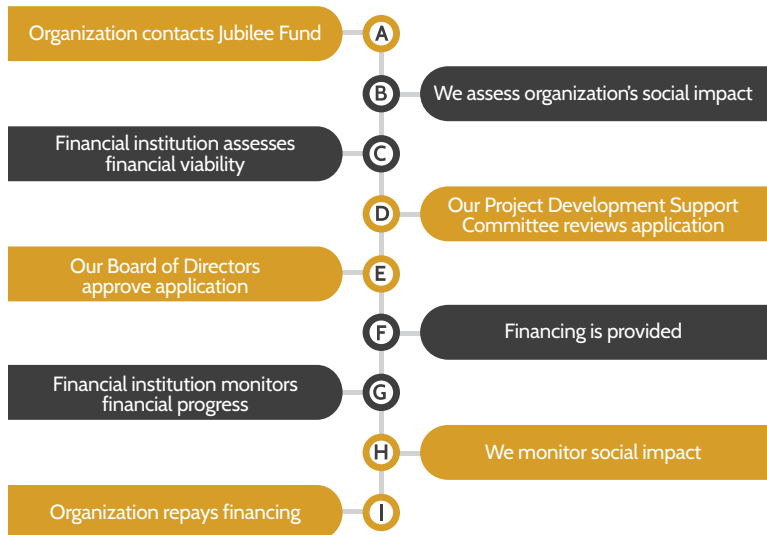 Organization contacts Jubilee Fund
A
B
We assess organization's social impact
Financial institution assesses
financial viability
C
D
Our Project Development Support
Committee reviews application
Our Board of Directors
approve application
E
F
Financing is provided
Financial institution monitors
financial progress
G
H
We monitor social impact
Organization repays financing
I